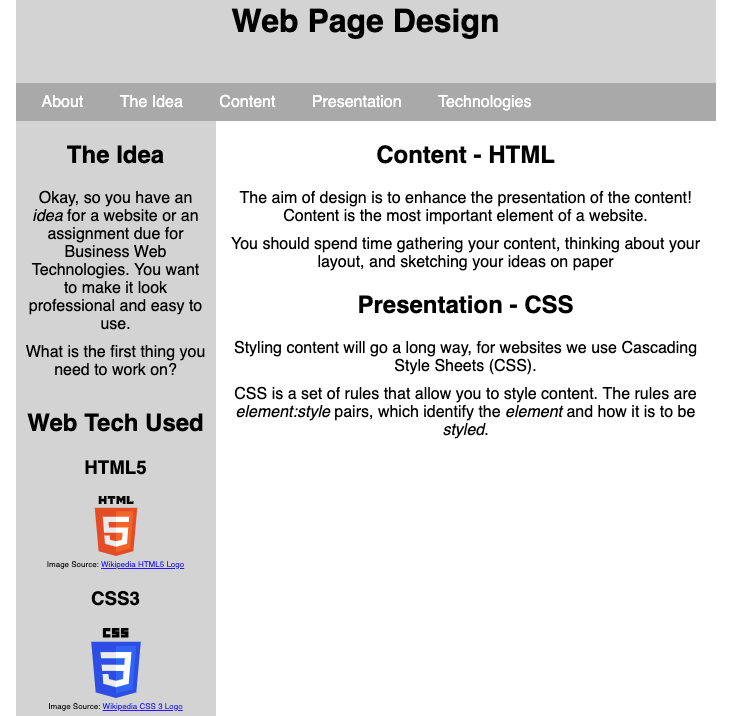 Web Page Design
About The Idea Content Presentation Technologies
The Idea
Okay, so you have an
idea for a website or an
assignment due for
Business Web
Technologies. You want
to make it look
professional and easy to
use.
What is the first thing you
need to work on?
Web Tech Used
HTML5
HTML
5
Image Source: Wikipedia HTML5 Logo
CSS3
CSS
3
Image Source: Wikipedia CSS 3 Logo
Content - HTML
The aim of design is to enhance the presentation of the content!
Content is the most important element of a website.
You should spend time gathering your content, thinking about your
layout, and sketching your ideas on paper
Presentation - CSS
Styling content will go a long way, for websites we use Cascading
Style Sheets (CSS).
CSS is a set of rules that allow you to style content. The rules are
element:style pairs, which identify the element and how it is to be
styled.